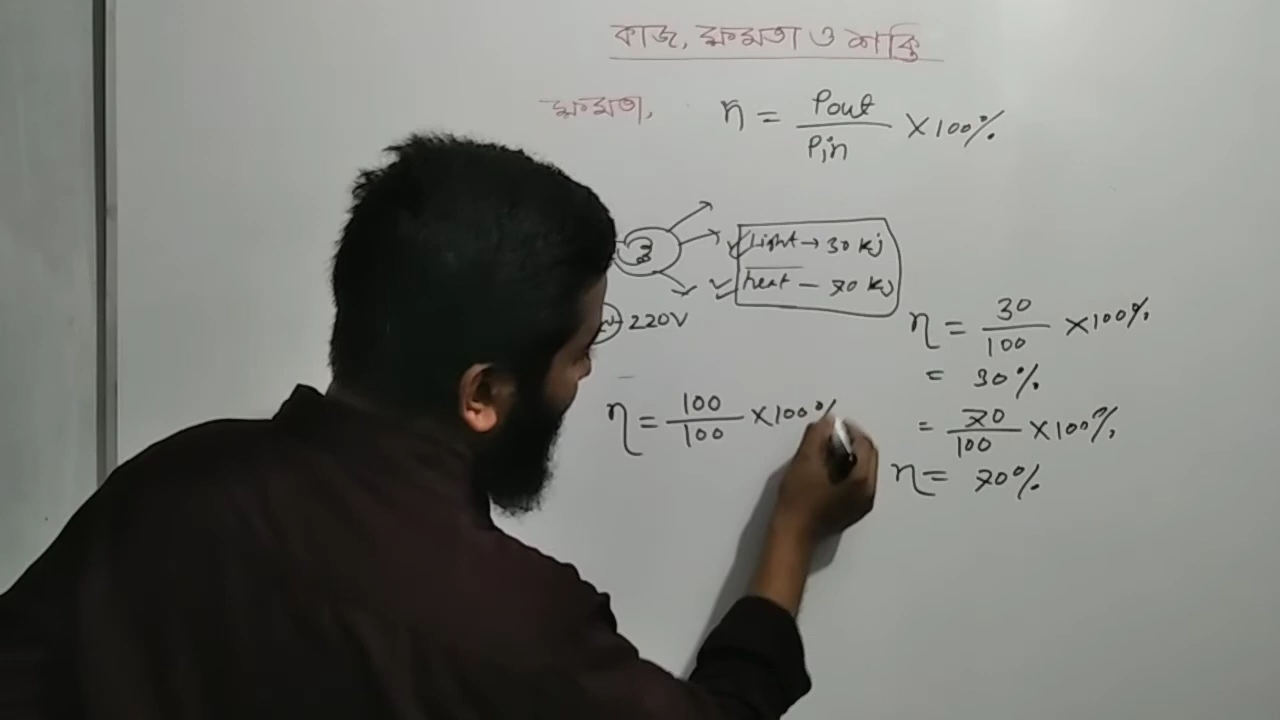 কাজ, ক্ষমতা ও শক্তি
ক্ষমতা, η = Pout / Pin × 100%
Light → 30 kj
heat — 70 kJ
220V
η = 30 / 100 × 100%
= 30%
= 70 / 100 × 100%
η = 70%
η = 100 / 100 × 100%